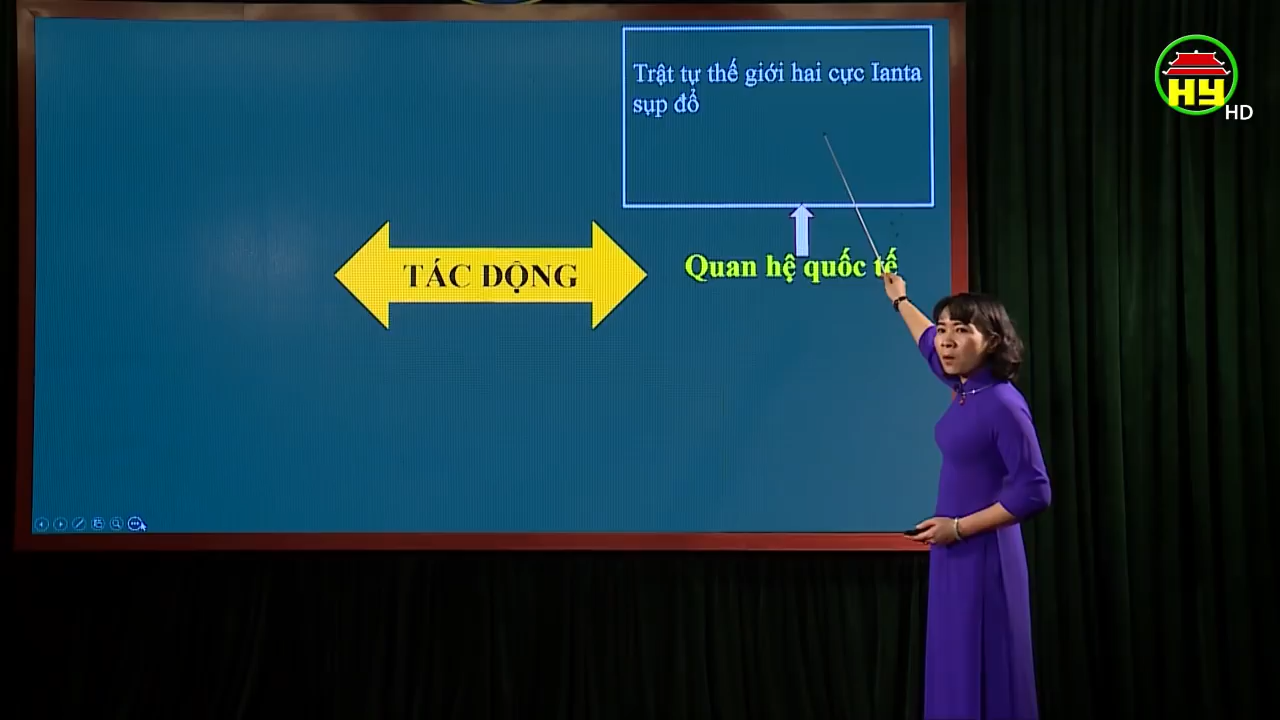 Trật tự thế giới hai cực Ianta
sụp đổ
TÁC ĐỘNG
Quan hệ quốc tế
HY
HD